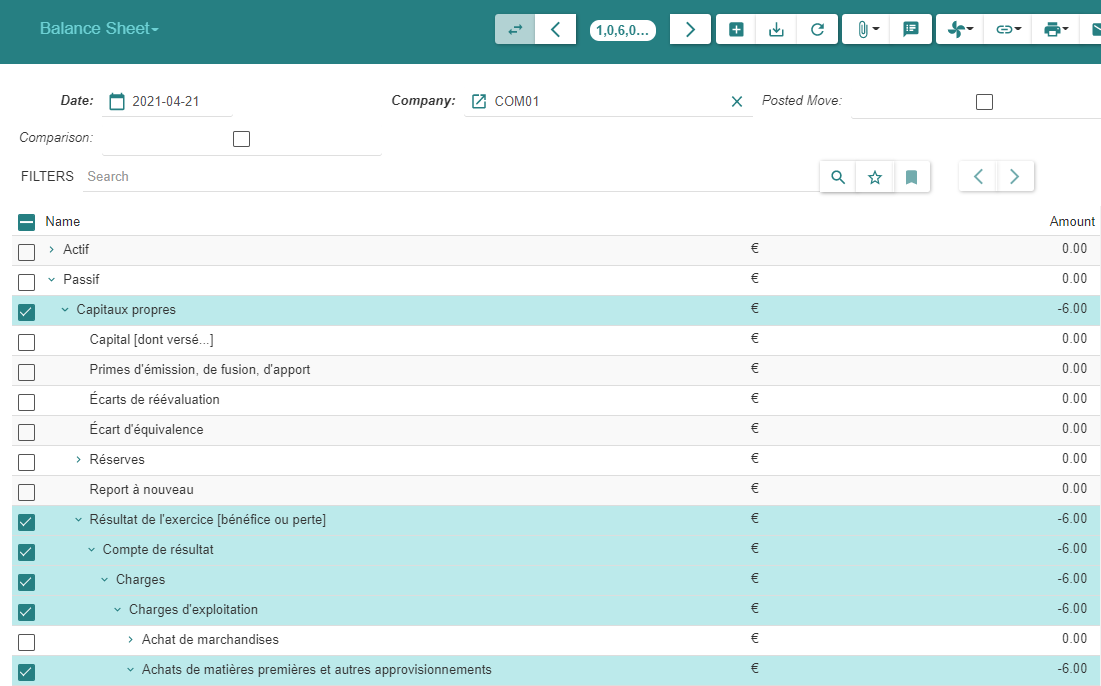 Balance Sheet
1,0,6,0...
Date: 2021-04-21 Company: COM01 Posted Move:
Comparison:
FILTERS Search
Name Amount
Actif € 0.00
Passif € 0.00
Capitaux propres € -6.00
Capital [dont versé...] € 0.00
Primes d'émission, de fusion, d'apport € 0.00
Écarts de réévaluation € 0.00
Écart d'équivalence € 0.00
Réserves € 0.00
Report à nouveau € 0.00
Résultat de l'exercice [bénéfice ou perte] € -6.00
Compte de résultat € -6.00
Charges € -6.00
Charges d'exploitation € -6.00
Achat de marchandises € 0.00
Achats de matières premières et autres approvisionnements € -6.00